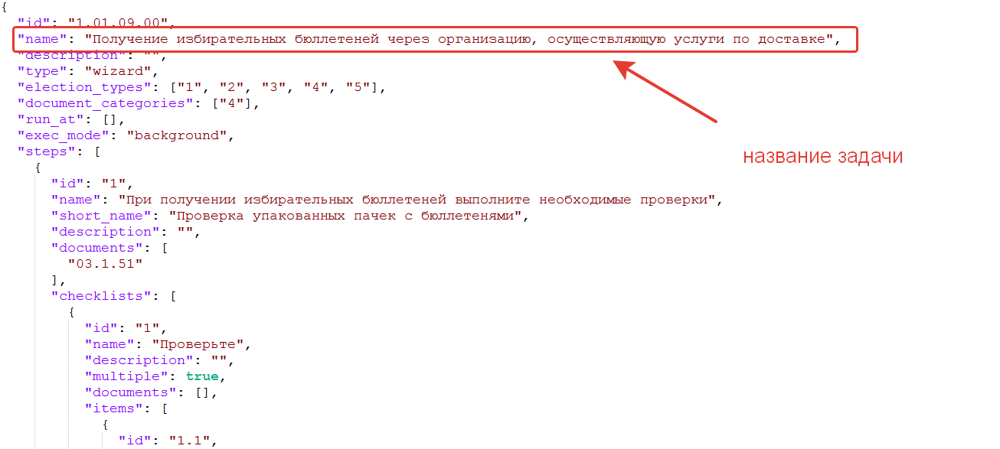 {
"id": "1.01.09.00",
"name": "Получение избирательных бюллетеней через организацию, осуществляющую услуги по доставке",
"description": "",
"type": "wizard",
"election_types": ["1", "2", "3", "4", "5"],
"document_categories": ["4"],
"run_at": [],
"exec_mode": "background",
"steps": [
название задачи
{
"id": "1",
"name": "При получении избирательных бюллетеней выполните необходимые проверки",
"short_name": "Проверка упакованных пачек с бюллетенями",
"description": "",
"documents": [
"03.1.51"
],
"checklists": [
{
"id": "1",
"name": "Проверьте",
"description": "",
"multiple": true,
"documents": [],
"items": [
{
"id": "1.1",